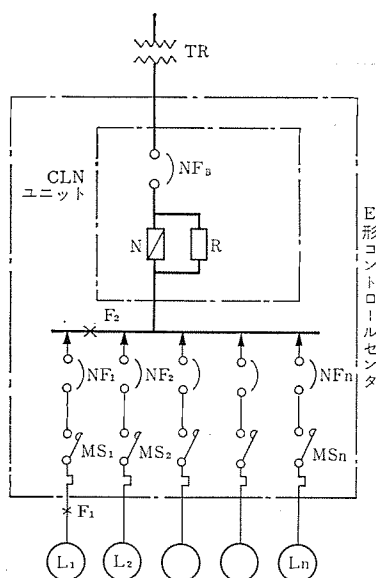 TR
CLN
ユニット
NF_B
N
R
E形コントロールセンタ
F₂
NF₁
NF₂
NFn
MS₁
MS₂
MSn
F₁
L₁
L₂
Ln